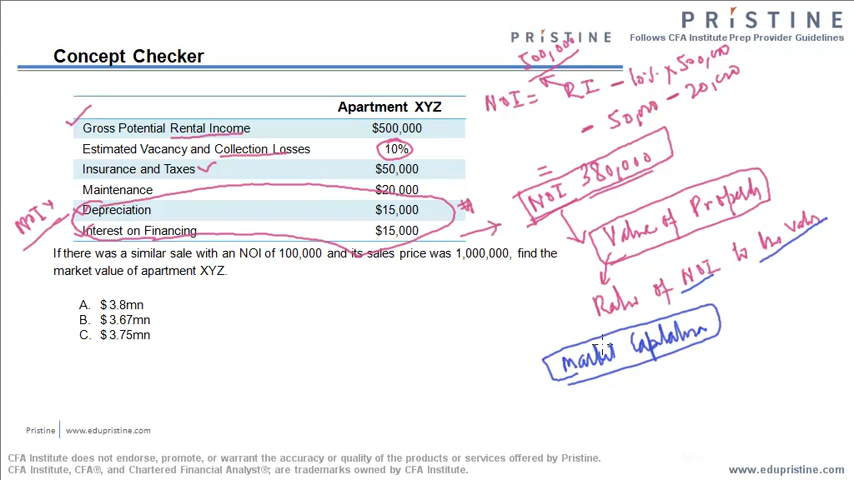 PRISTINE
PRISTINE
Follows CFA Institute Prep Provider Guidelines
Concept Checker
500,000
NOI = RI - 10% × 500,000
- 50,000 - 20,000
=
NOI 380,000
Apartment XYZ
Gross Potential Rental Income $500,000
Estimated Vacancy and Collection Losses 10%
Insurance and Taxes $50,000
Maintenance $20,000
Depreciation $15,000
Interest on Financing $15,000
NOI
Value of Property
Ratio of NOI to the value
Market Capitalization
If there was a similar sale with an NOI of 100,000 and its sales price was 1,000,000, find the
market value of apartment XYZ.
A. $ 3.8mn
B. $ 3.67mn
C. $ 3.75mn
Pristine www.edupristine.com
CFA Institute does not endorse, promote, or warrant the accuracy or quality of the products or services offered by Pristine.
CFA Institute, CFA®, and Chartered Financial Analyst®; are trademarks owned by CFA Institute.
www.edupristine.com